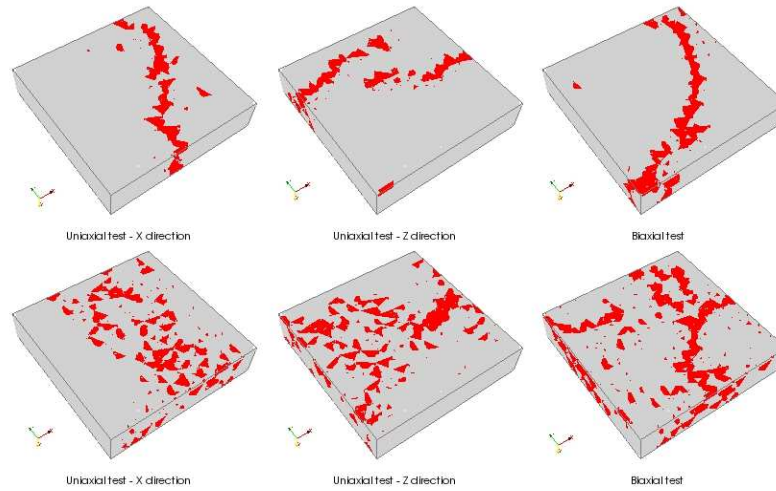 Uniaxial test - X direction
Uniaxial test - Z direction
Biaxial test
Uniaxial test - X direction
Uniaxial test - Z direction
Biaxial test